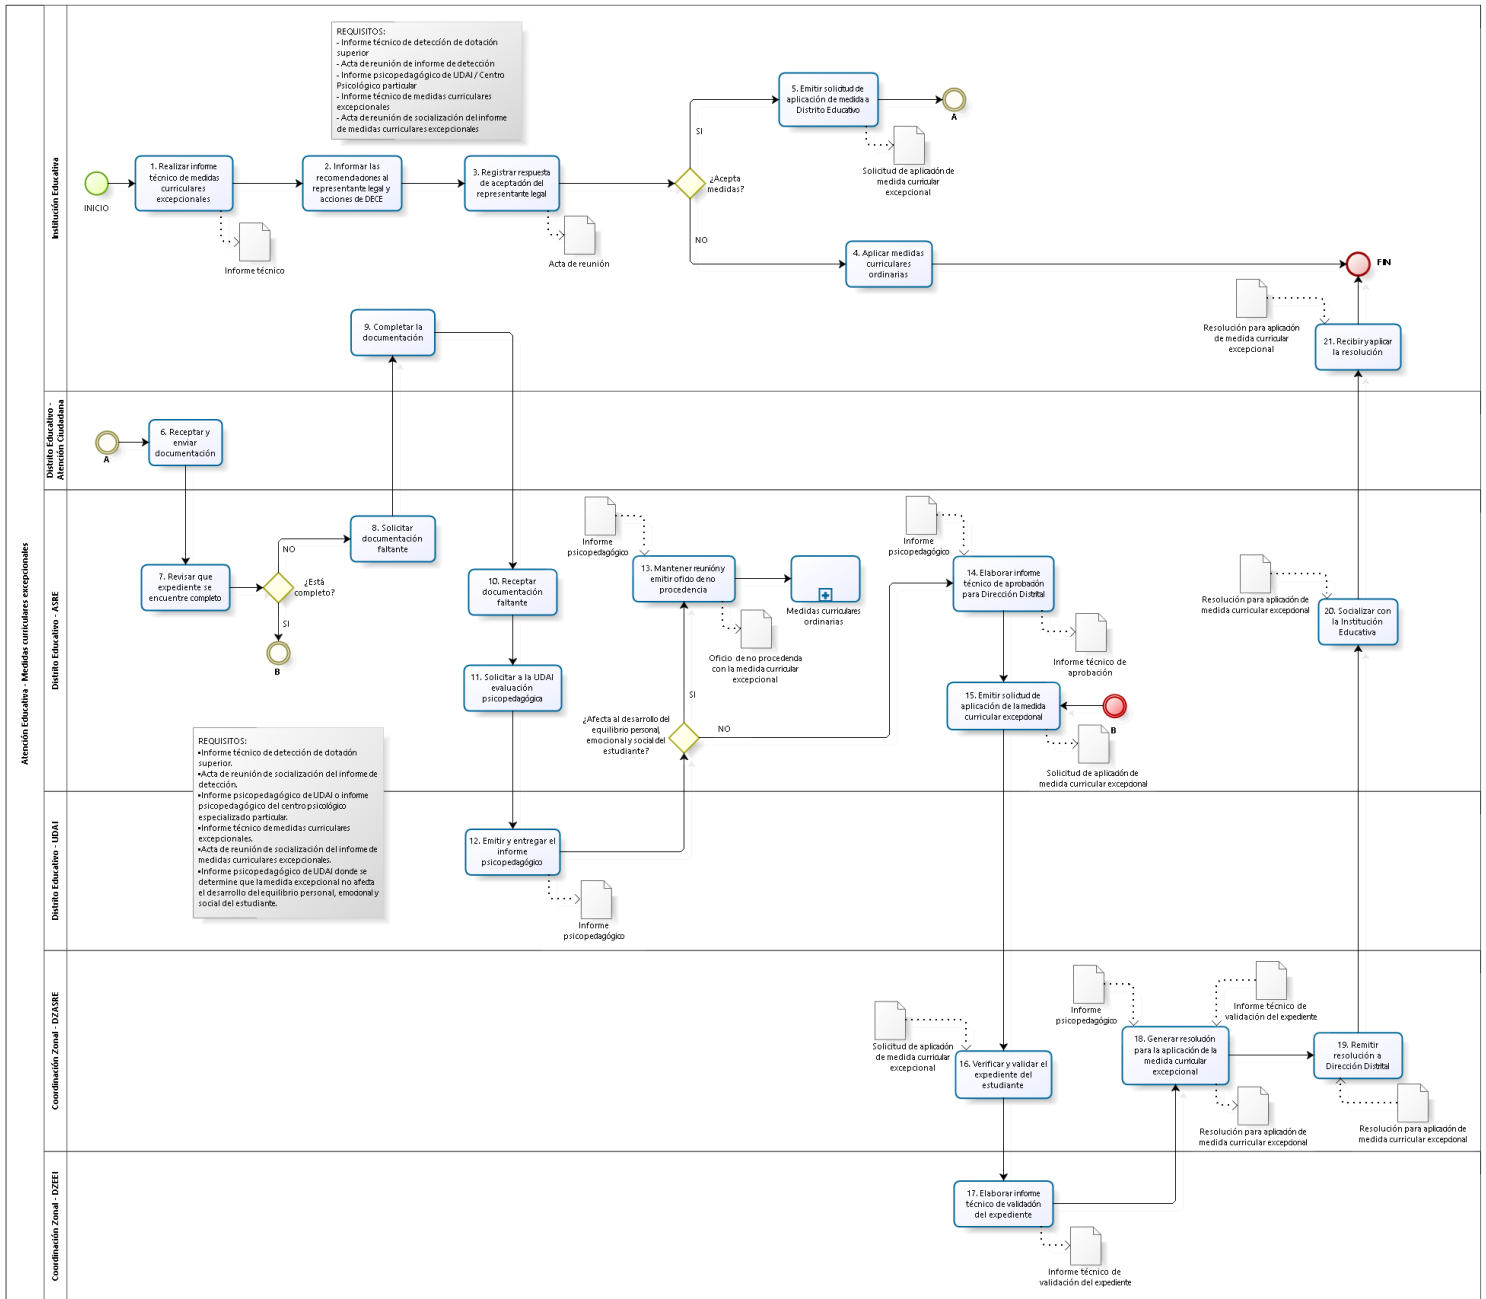 Atención Educativa - Medidas curriculares excepcionales
Institución Educativa
REQUISITOS:
- Informe técnico de detección de dotación
superior
- Acta de reunión de informe de detección
- Informe psicopedagógico de UDAI / Centro
Psicológico particular
- Informe técnico de medidas curriculares
excepcionales
- Acta de reunión de socialización del informe
de medidas curriculares excepcionales
INICIO
1. Realizar informe
técnico de medidas
curriculares
excepcionales
Informe técnico
2. Informar las
recomendaciones al
representante legal y
acciones de DECE
3. Registrar respuesta
de aceptación del
representante legal
Acta de reunión
¿Acepta
medidas?
SI
NO
5. Emitir solicitud de
aplicación de medida a
Distrito Educativo
A
Solicitud de aplicación de
medida curricular
excepcional
4. Aplicar medidas
curriculares
ordinarias
FIN
Resolución para aplicación
de medida curricular
excepcional
21. Recibir y aplicar
la resolución
9. Completar la
documentación
Distrito Educativo -
Atención Ciudadana
A
6. Receptar y
enviar
documentación
Distrito Educativo - ASRE
7. Revisar que
expediente se
encuentre completo
¿Está
completo?
NO
SI
B
8. Solicitar
documentación
faltante
10. Receptar
documentación
faltante
11. Solicitar a la UDAI
evaluación
psicopedagógica
Informe
psicopedagógico
13. Mantener reunión y
emitir oficio de no
procedencia
Medidas curriculares
ordinarias
Oficio de no procedencia
con la medida curricular
excepcional
SI
¿Afecta al desarrollo del
equilibrio personal,
emocional y social del
estudiante?
NO
Informe
psicopedagógico
14. Elaborar informe
técnico de aprobación
para Dirección Distrital
Informe técnico de
aprobación
15. Emitir solicitud de
aplicación de la medida
curricular excepcional
B
Solicitud de aplicación de
medida curricular excepcional
Resolución para aplicación de
medida curricular excepcional
20. Socializar con
la Institución
Educativa
REQUISITOS:
•Informe técnico de detección de dotación
superior.
•Acta de reunión de socialización del informe de
detección.
•Informe psicopedagógico de UDAI o informe
psicopedagógico del centro psicológico
especializado particular.
•Informe técnico de medidas curriculares
excepcionales.
•Acta de reunión de socialización del informe de
medidas curriculares excepcionales.
•Informe psicopedagógico de UDAI donde se
determine que la medida excepcional no afecta
el desarrollo del equilibrio personal, emocional y
social del estudiante.
Distrito Educativo - UDAI
12. Emitir y entregar el
informe
psicopedagógico
Informe
psicopedagógico
Coordinación Zonal - DZASRE
Solicitud de aplicación
de medida curricular
excepcional
16. Verificar y validar el
expediente del
estudiante
Informe
psicopedagógico
Informe técnico de
validación del expediente
18. Generar resolución
para la aplicación de la
medida curricular
excepcional
Resolución para aplicación de
medida curricular excepcional
19. Remitir
resolución a
Dirección Distrital
Resolución para aplicación de
medida curricular excepcional
Coordinación Zonal - DZEEI
17. Elaborar informe
técnico de validación
del expediente
Informe técnico de
validación del expediente